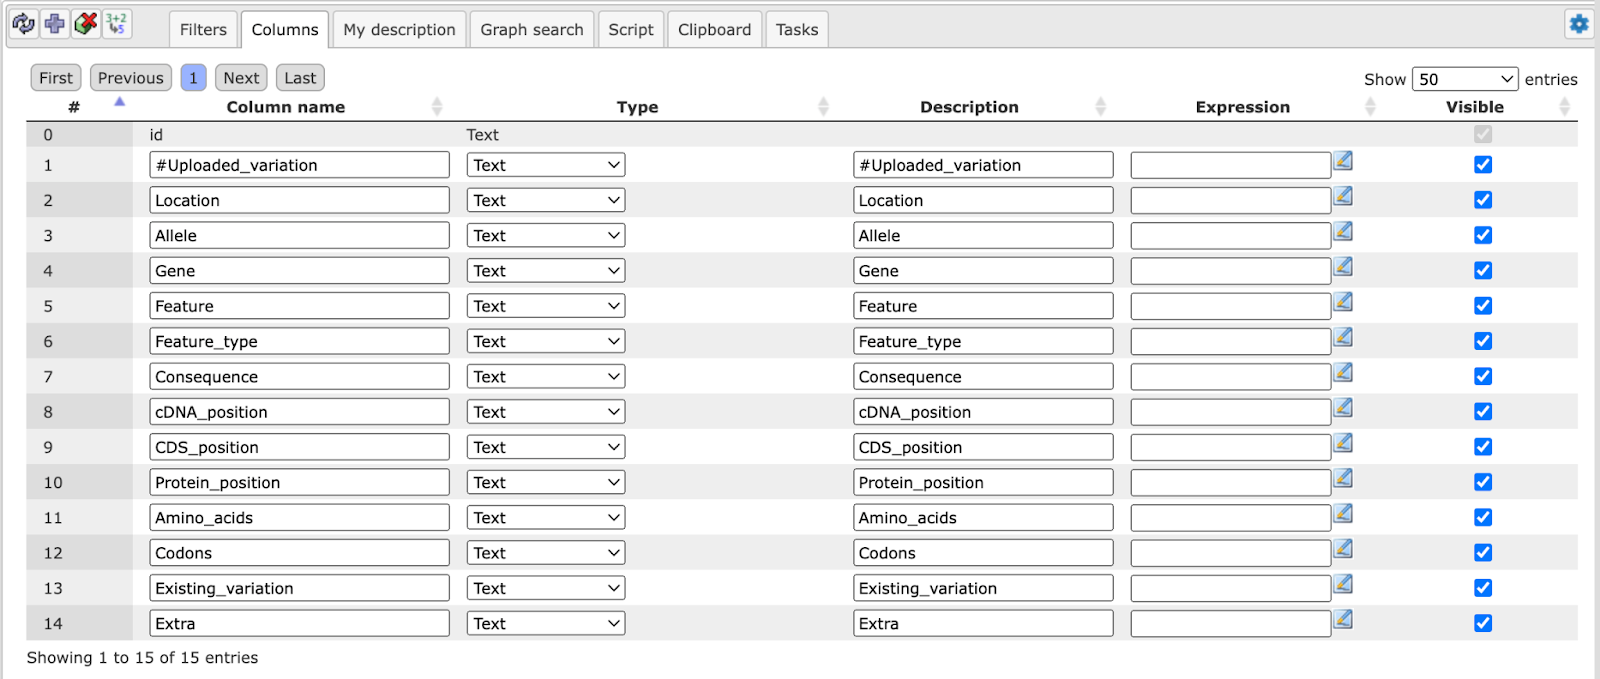 3+2
5
Filters Columns My description Graph search Script Clipboard Tasks
First Previous 1 Next Last
Show 50 entries
# Column name Type Description Expression Visible
0 id Text
1 #Uploaded_variation Text #Uploaded_variation
2 Location Text Location
3 Allele Text Allele
4 Gene Text Gene
5 Feature Text Feature
6 Feature_type Text Feature_type
7 Consequence Text Consequence
8 cDNA_position Text cDNA_position
9 CDS_position Text CDS_position
10 Protein_position Text Protein_position
11 Amino_acids Text Amino_acids
12 Codons Text Codons
13 Existing_variation Text Existing_variation
14 Extra Text Extra
Showing 1 to 15 of 15 entries